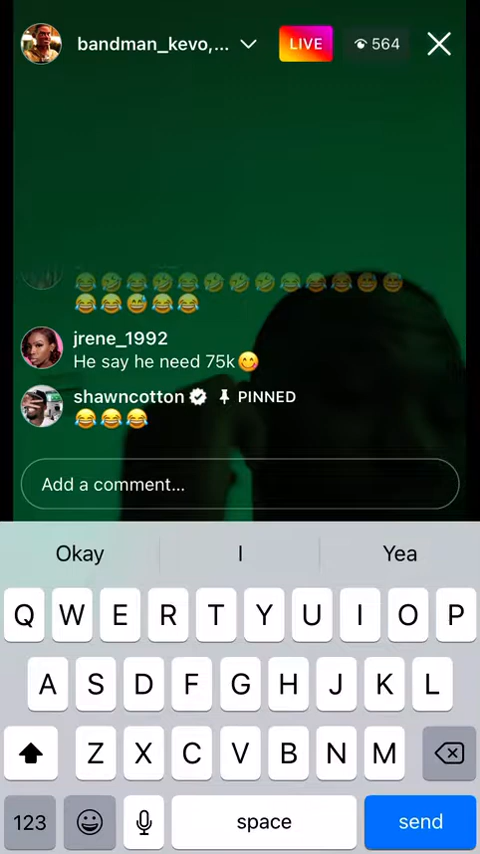 bandman_kevo,...
LIVE
564
jrene_1992
He say he need 75k😋
shawncotton PINNED
😂😂😂
Add a comment...
Okay I Yea
Q W E R T Y U I O P
A S D F G H J K L
Z X C V B N M
123 space send